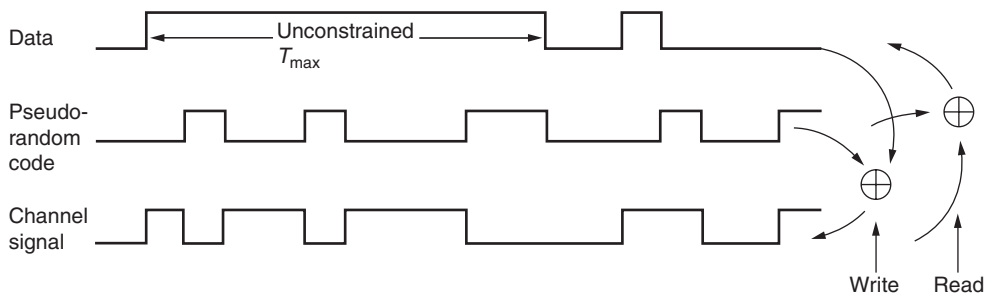 Data
Unconstrained
Tmax
Pseudo-
random
code
Channel
signal
Write
Read